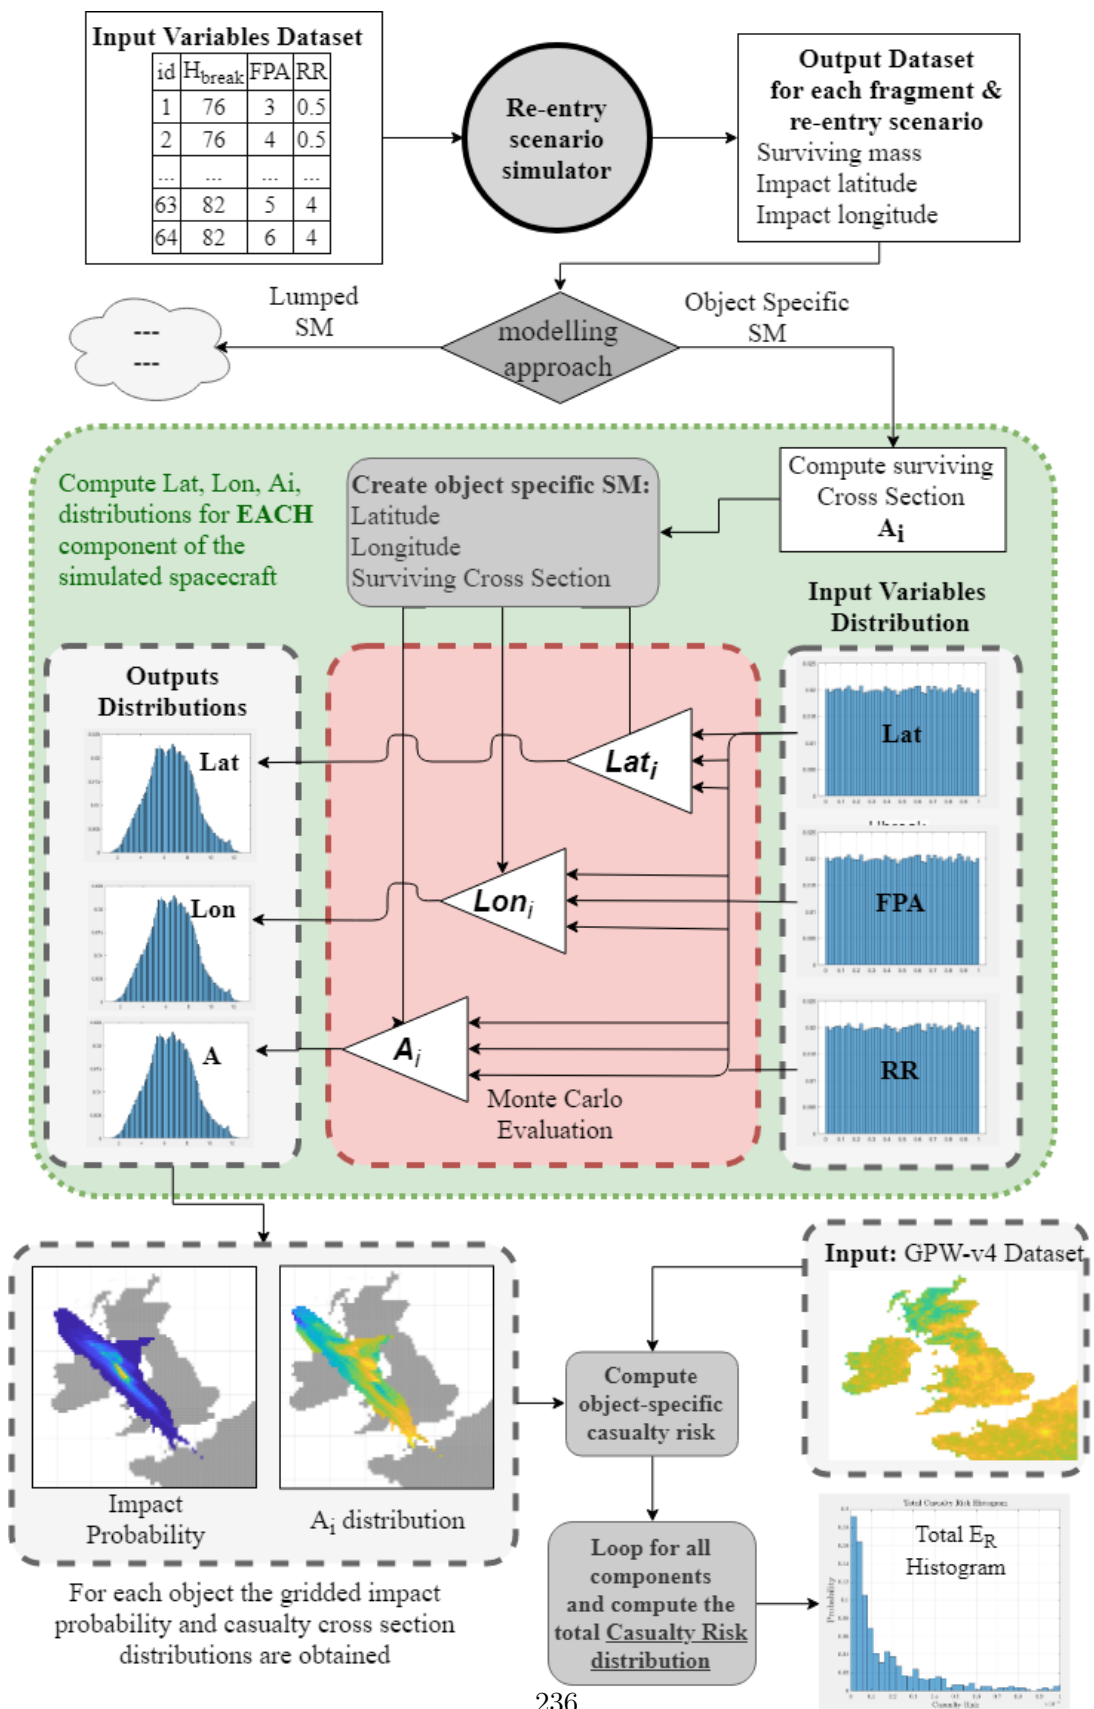 Input Variables Dataset
id H_break FPA RR
1 76 3 0.5
2 76 4 0.5
... ... ... ...
63 82 5 4
64 82 6 4
Re-entry
scenario
simulator
Output Dataset
for each fragment &
re-entry scenario
Surviving mass
Impact latitude
Impact longitude
Lumped
SM
---
---
modelling
approach
Object Specific
SM
Compute Lat, Lon, Ai,
distributions for EACH
component of the
simulated spacecraft
Create object specific SM:
Latitude
Longitude
Surviving Cross Section
Compute surviving
Cross Section
A_i
Input Variables
Distribution
Outputs
Distributions
Lat
Lon
A
Lat_i
Lon_i
A_i
Monte Carlo
Evaluation
Lat
FPA
RR
Impact
Probability
A_i distribution
For each object the gridded impact
probability and casualty cross section
distributions are obtained
Input: GPW-v4 Dataset
Compute
object-specific
casualty risk
Loop for all
components
and compute the
total Casualty Risk
distribution
Total Casualty Risk Histogram
Total E_R
Histogram
Probability
Casualty Risk
236